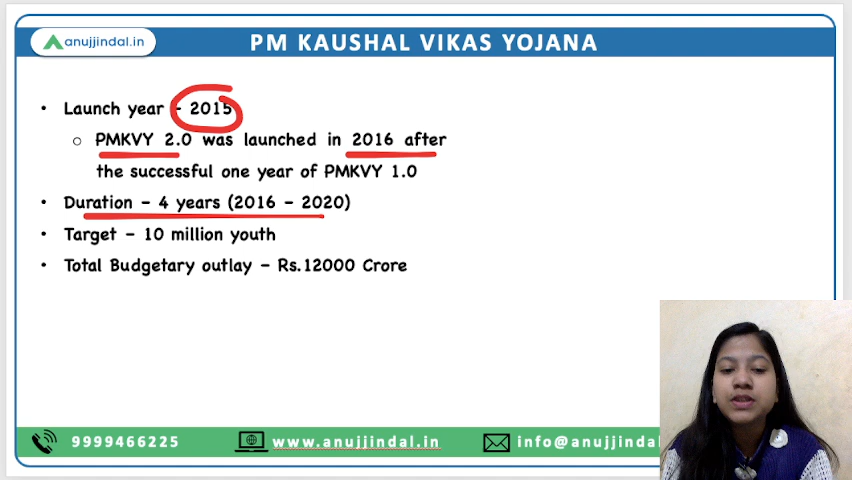 anujjindal.in
PM KAUSHAL VIKAS YOJANA
• Launch year - 2015
○ PMKVY 2.0 was launched in 2016 after
the successful one year of PMKVY 1.0
• Duration - 4 years (2016 - 2020)
• Target - 10 million youth
• Total Budgetary outlay - Rs.12000 Crore
9999466225
www.anujjindal.in
info@anujjindal